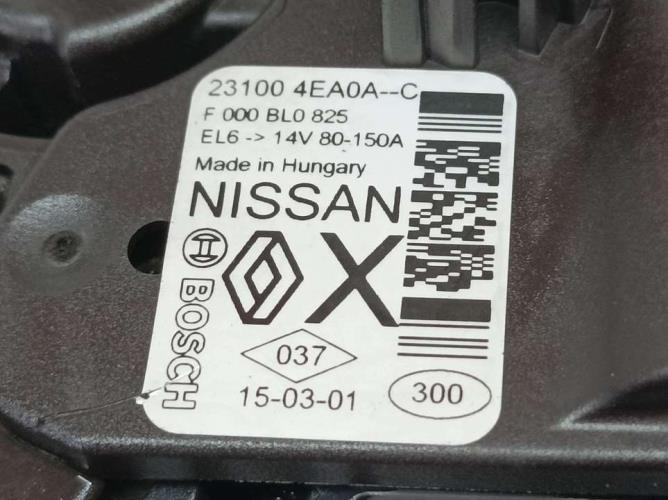 23100 4EA0A--C
F 000 BL0 825
EL6 -> 14V 80-150A
Made in Hungary
NISSAN
X
BOSCH
037
15-03-01
300